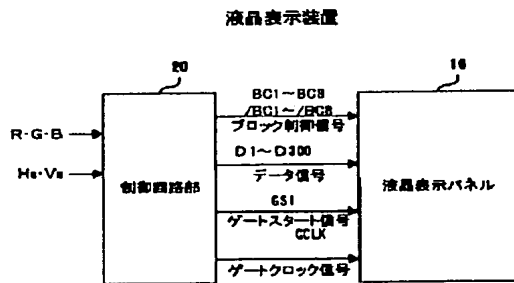 液晶表示装置
20
16
BC1～BC8
/BC1～/BC8
ブロック制御信号
R・G・B
D1～D300
Hs・Vs
データ信号
制御回路部
液晶表示パネル
GSI
ゲートスタート信号
GCLK
ゲートクロック信号